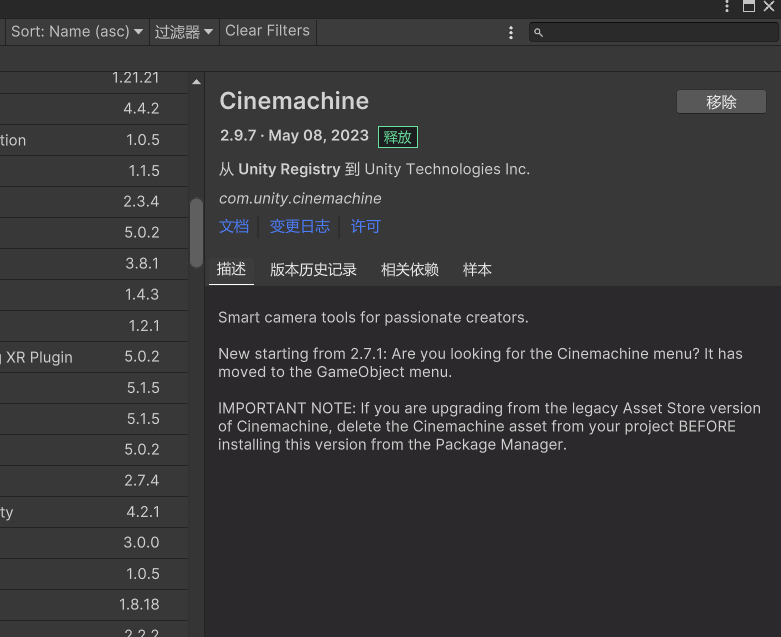 Sort: Name (asc) 过滤器 Clear Filters
1.21.21
4.4.2
tion 1.0.5
1.1.5
2.3.4
5.0.2
3.8.1
1.4.3
1.2.1
XR Plugin 5.0.2
5.1.5
5.1.5
5.0.2
2.7.4
ty 4.2.1
3.0.0
1.0.5
1.8.18
2.2.2
Cinemachine
移除
2.9.7 · May 08, 2023 释放
从 Unity Registry 到 Unity Technologies Inc.
com.unity.cinemachine
文档 变更日志 许可
描述 版本历史记录 相关依赖 样本
Smart camera tools for passionate creators.
New starting from 2.7.1: Are you looking for the Cinemachine menu? It has
moved to the GameObject menu.
IMPORTANT NOTE: If you are upgrading from the legacy Asset Store version
of Cinemachine, delete the Cinemachine asset from your project BEFORE
installing this version from the Package Manager.